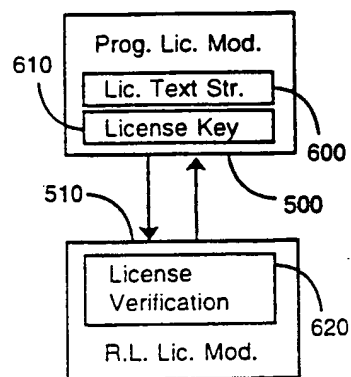 Prog. Lic. Mod.
610
Lic. Text Str.
License Key
600
510
500
License
Verification
620
R.L. Lic. Mod.